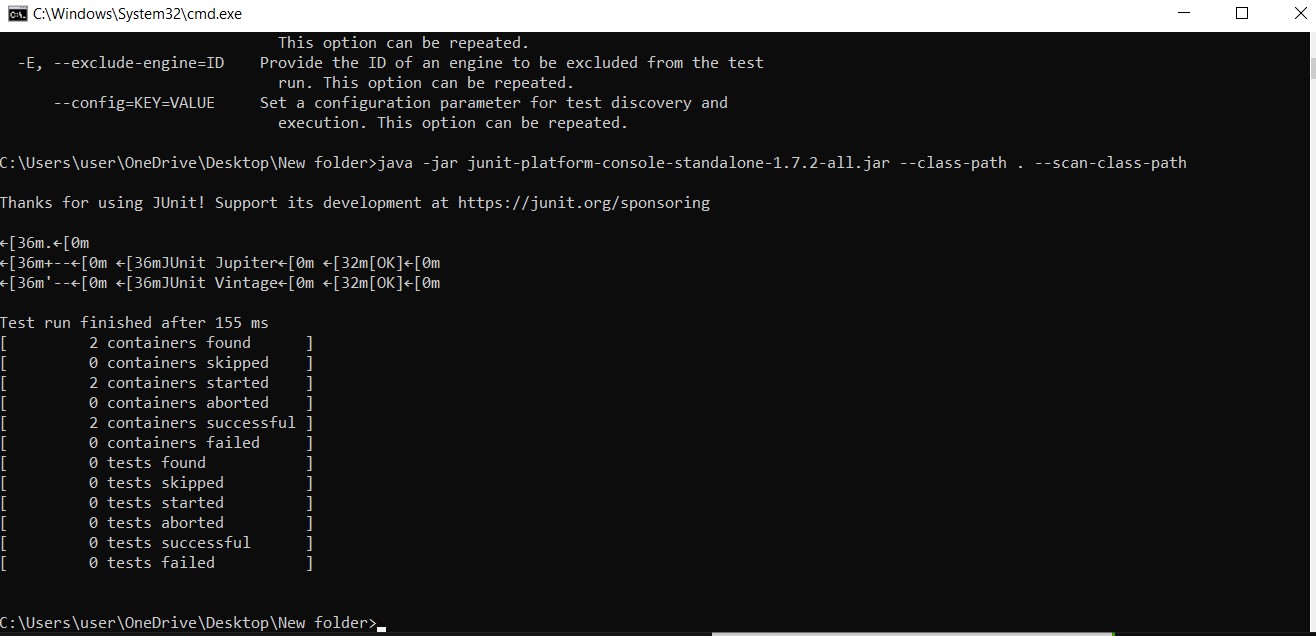 C:\Windows\System32\cmd.exe
This option can be repeated.
-E, --exclude-engine=ID    Provide the ID of an engine to be excluded from the test
run. This option can be repeated.
--config=KEY=VALUE     Set a configuration parameter for test discovery and
execution. This option can be repeated.
C:\Users\user\OneDrive\Desktop\New folder>java -jar junit-platform-console-standalone-1.7.2-all.jar --class-path . --scan-class-path
Thanks for using JUnit! Support its development at https://junit.org/sponsoring
←[36m.←[0m
←[36m+--←[0m ←[36mJUnit Jupiter←[0m ←[32m[OK]←[0m
←[36m'--←[0m ←[36mJUnit Vintage←[0m ←[32m[OK]←[0m
Test run finished after 155 ms
[         2 containers found      ]
[         0 containers skipped    ]
[         2 containers started    ]
[         0 containers aborted    ]
[         2 containers successful ]
[         0 containers failed     ]
[         0 tests found           ]
[         0 tests skipped         ]
[         0 tests started         ]
[         0 tests aborted         ]
[         0 tests successful      ]
[         0 tests failed          ]
C:\Users\user\OneDrive\Desktop\New folder>